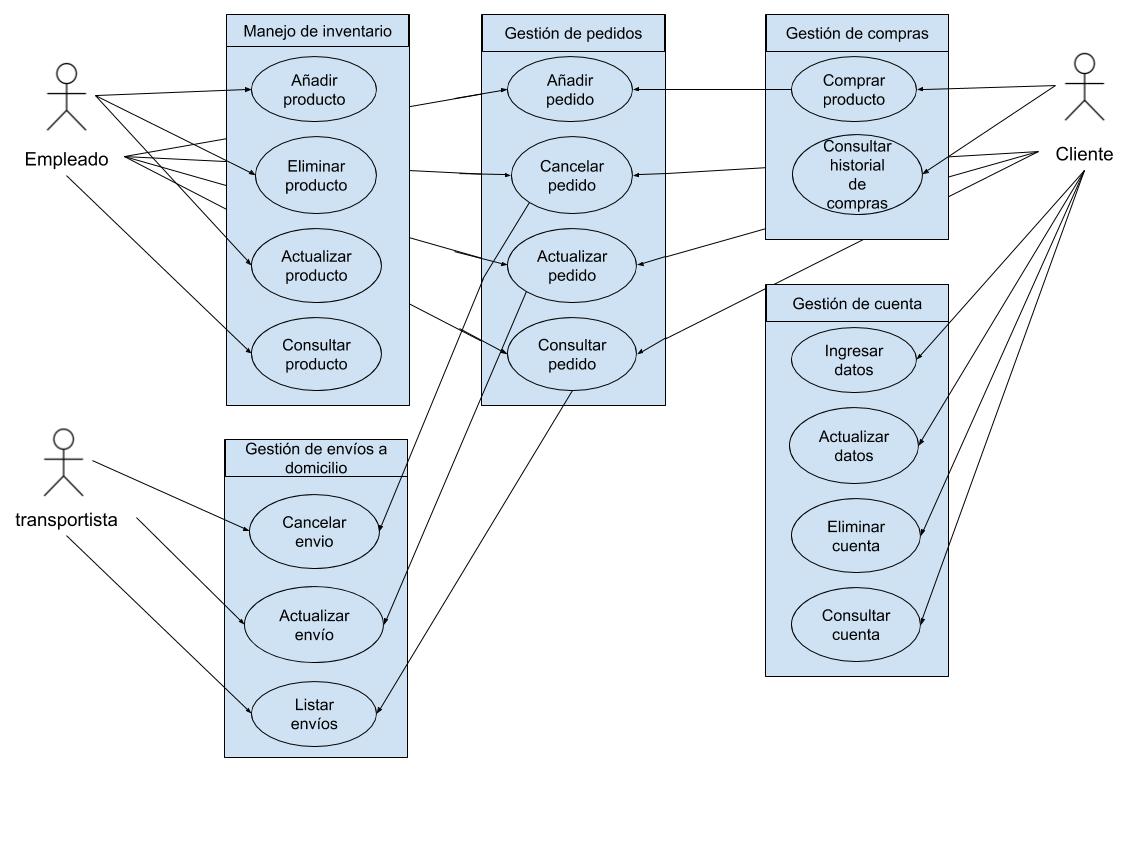 Manejo de inventario
Añadir
producto
Eliminar
producto
Actualizar
producto
Consultar
producto
Gestión de pedidos
Añadir
pedido
Cancelar
pedido
Actualizar
pedido
Consultar
pedido
Gestión de compras
Comprar
producto
Consultar
historial
de
compras
Empleado
Cliente
Gestión de cuenta
Ingresar
datos
Actualizar
datos
Eliminar
cuenta
Consultar
cuenta
transportista
Gestión de envíos a
domicilio
Cancelar
envio
Actualizar
envío
Listar
envíos